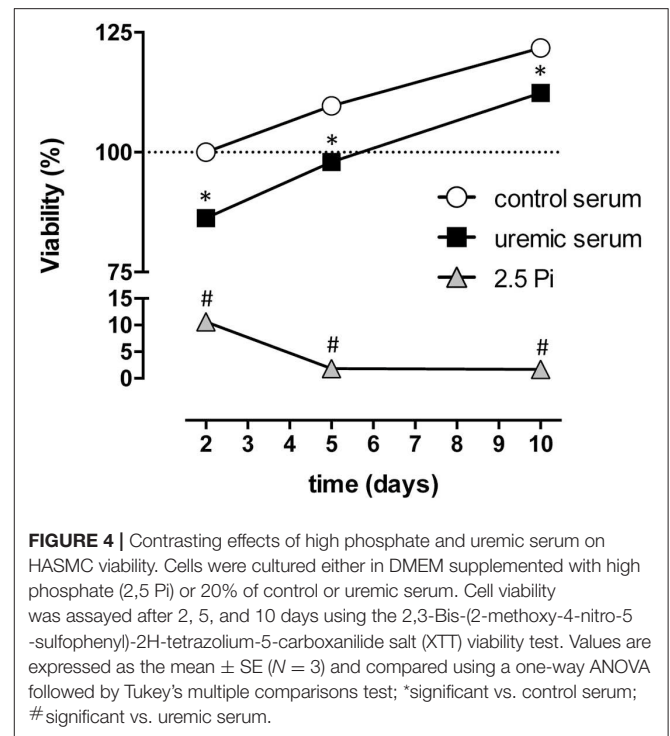 125
100
75
15
10
5
0
Viability (%)
*
*
*
#
#
#
control serum
uremic serum
2.5 Pi
2 3 4 5 6 7 8 9 10
time (days)
FIGURE 4 | Contrasting effects of high phosphate and uremic serum on
HASMC viability. Cells were cultured either in DMEM supplemented with high
phosphate (2,5 Pi) or 20% of control or uremic serum. Cell viability
was assayed after 2, 5, and 10 days using the 2,3-Bis-(2-methoxy-4-nitro-5
-sulfophenyl)-2H-tetrazolium-5-carboxanilide salt (XTT) viability test. Values are
expressed as the mean ± SE (N = 3) and compared using a one-way ANOVA
followed by Tukey's multiple comparisons test; *significant vs. control serum;
#significant vs. uremic serum.